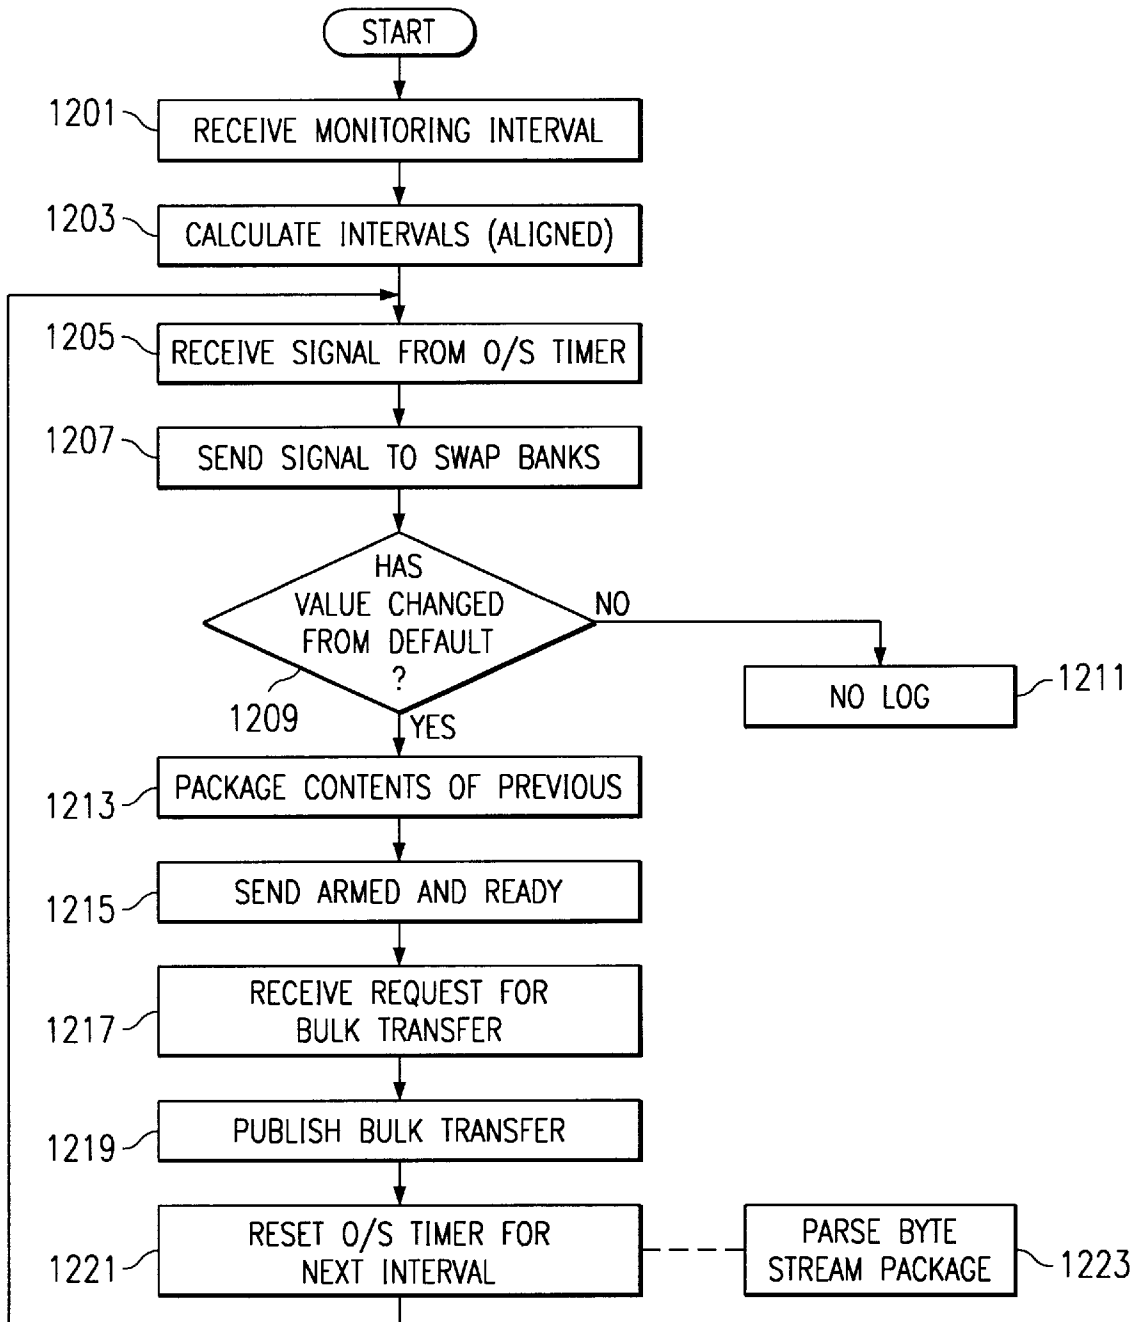 START
1201
RECEIVE MONITORING INTERVAL
1203
CALCULATE INTERVALS (ALIGNED)
1205
RECEIVE SIGNAL FROM O/S TIMER
1207
SEND SIGNAL TO SWAP BANKS
HAS
VALUE CHANGED
FROM DEFAULT
?
NO
1209
YES
NO LOG
1211
PACKAGE CONTENTS OF PREVIOUS
1213
SEND ARMED AND READY
1215
RECEIVE REQUEST FOR
BULK TRANSFER
1217
PUBLISH BULK TRANSFER
1219
RESET O/S TIMER FOR
NEXT INTERVAL
1221
PARSE BYTE
STREAM PACKAGE
1223